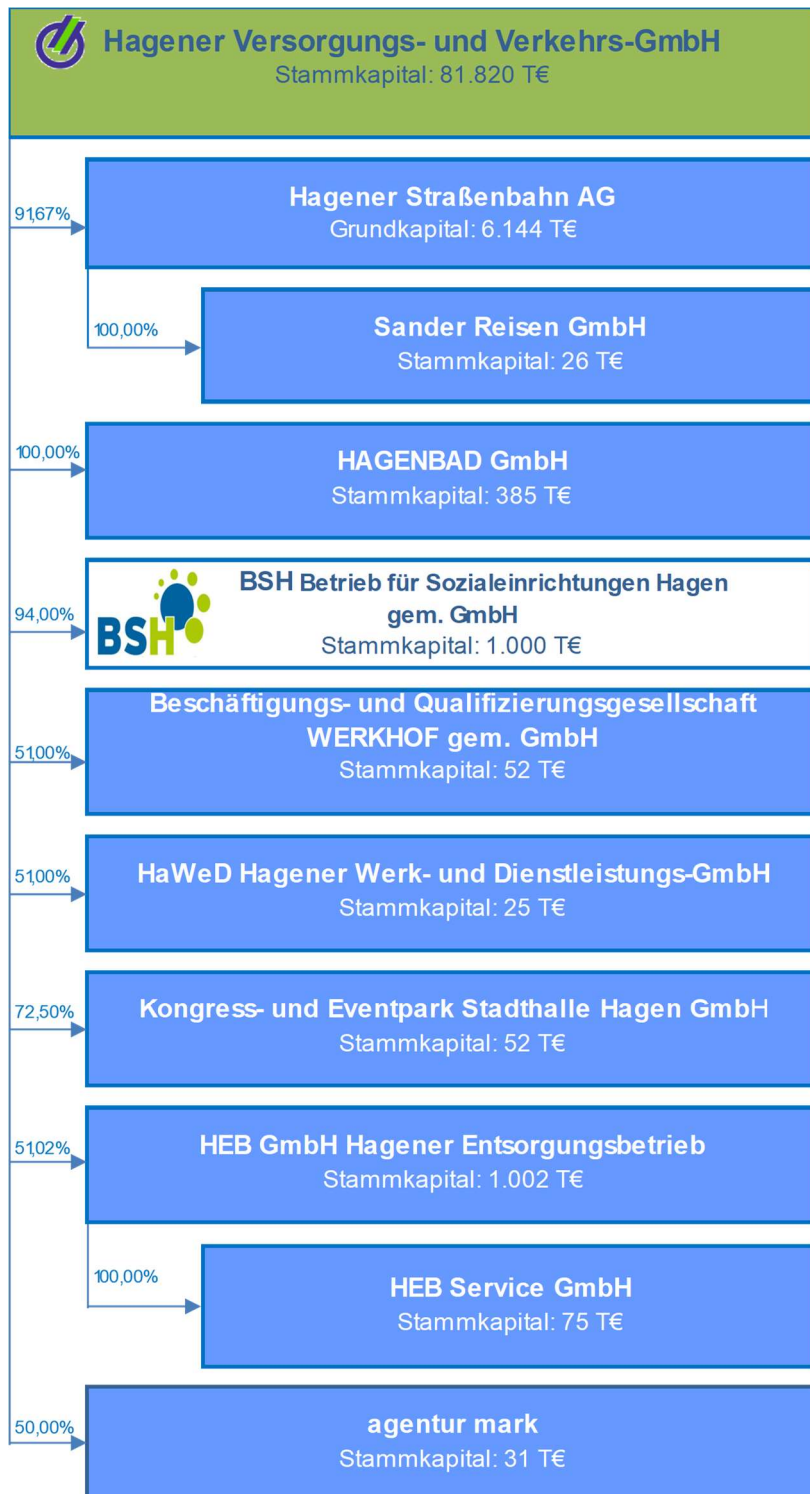 Hagener Versorgungs- und Verkehrs-GmbH
Stammkapital: 81.820 T€
91,67%
Hagener Straßenbahn AG
Grundkapital: 6.144 T€
100,00%
Sander Reisen GmbH
Stammkapital: 26 T€
100,00%
HAGENBAD GmbH
Stammkapital: 385 T€
94,00%
BSH
BSH Betrieb für Sozialeinrichtungen Hagen
gem. GmbH
Stammkapital: 1.000 T€
51,00%
Beschäftigungs- und Qualifizierungsgesellschaft
WERKHOF gem. GmbH
Stammkapital: 52 T€
51,00%
HaWeD Hagener Werk- und Dienstleistungs-GmbH
Stammkapital: 25 T€
72,50%
Kongress- und Eventpark Stadthalle Hagen GmbH
Stammkapital: 52 T€
51,02%
HEB GmbH Hagener Entsorgungsbetrieb
Stammkapital: 1.002 T€
100,00%
HEB Service GmbH
Stammkapital: 75 T€
50,00%
agentur mark
Stammkapital: 31 T€